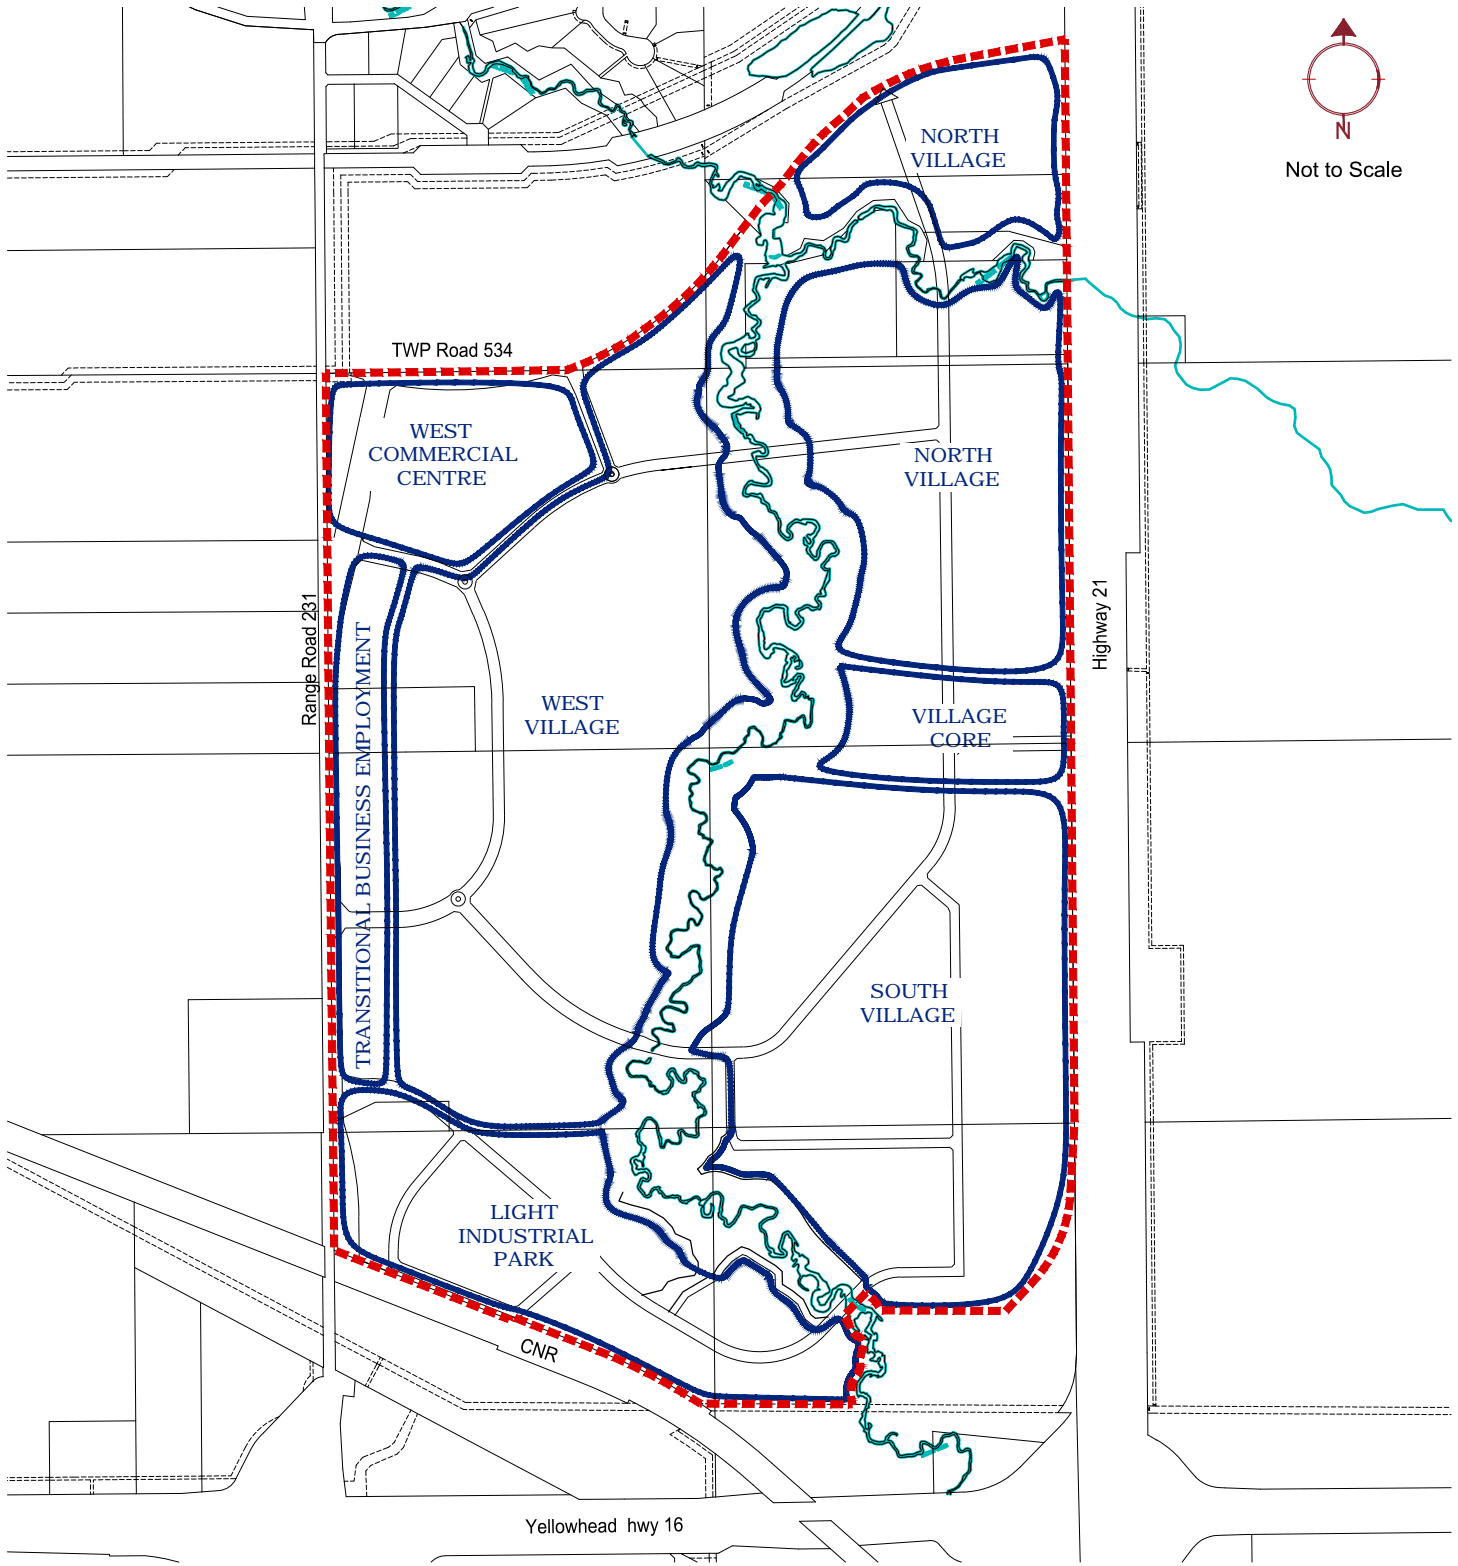 NORTH
VILLAGE
N
Not to Scale
TWP Road 534
WEST
COMMERCIAL
CENTRE
NORTH
VILLAGE
Range Road 231
TRANSITIONAL BUSINESS EMPLOYMENT
Highway 21
WEST
VILLAGE
VILLAGE
CORE
SOUTH
VILLAGE
LIGHT
INDUSTRIAL
PARK
CNR
Yellowhead hwy 16